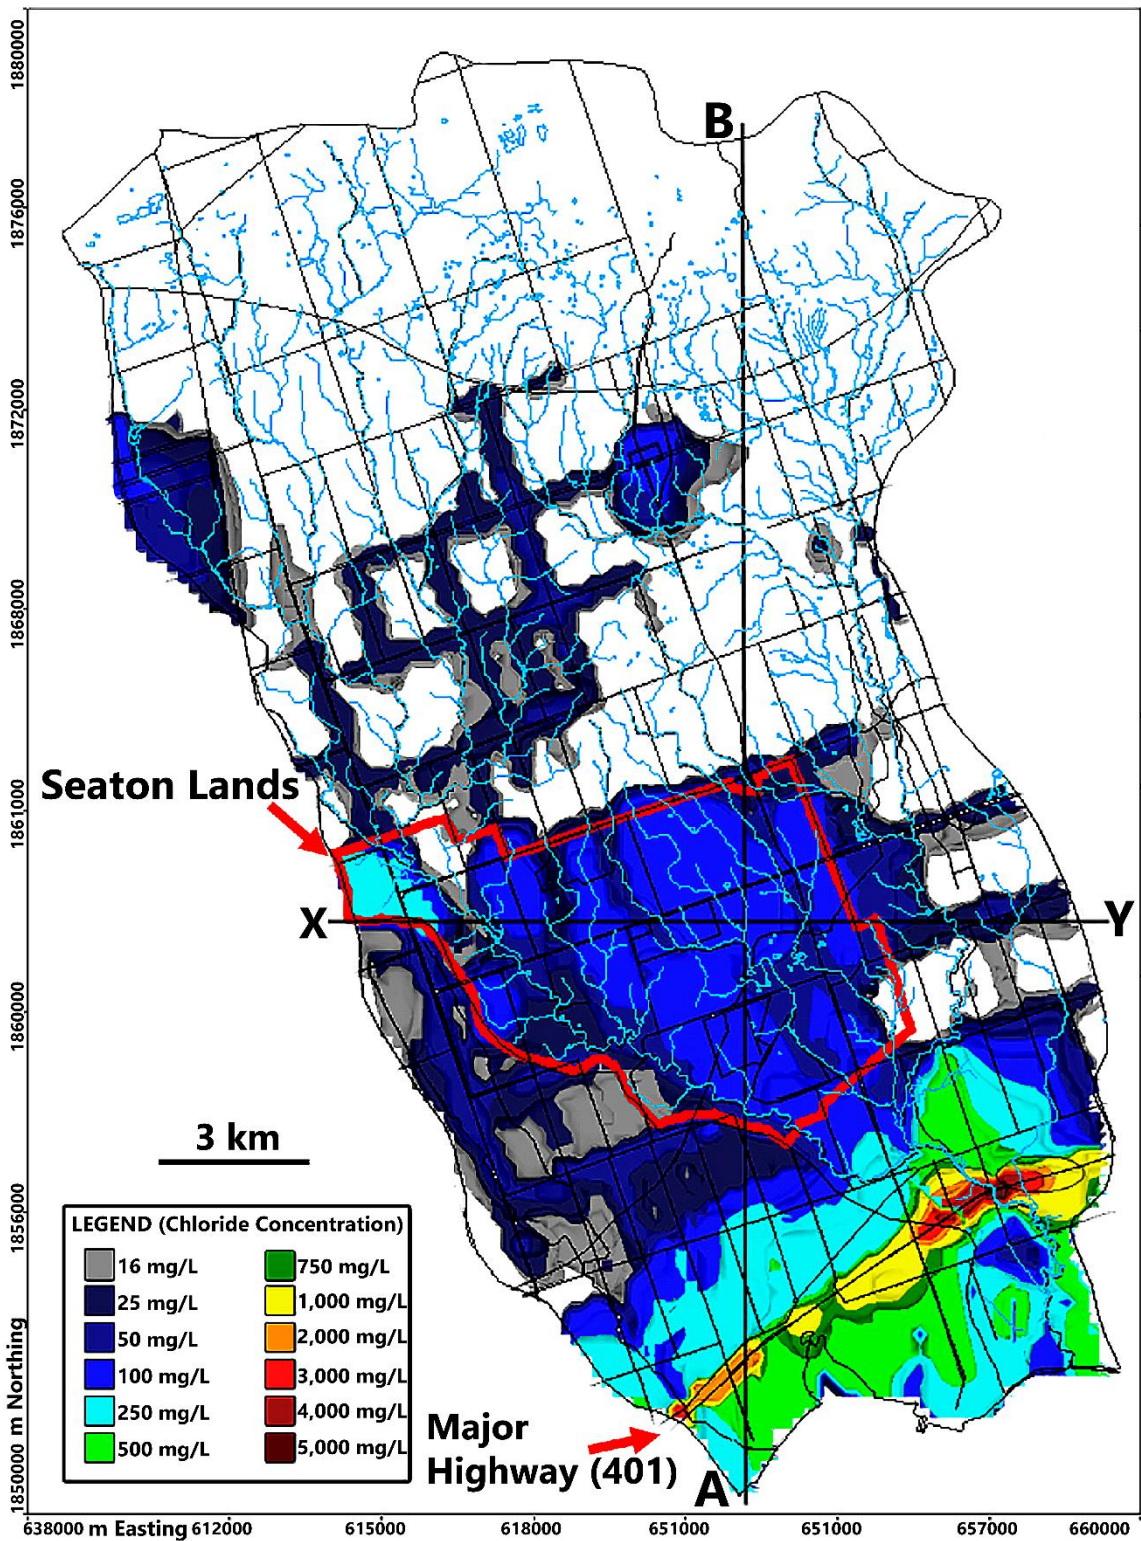 1880000
1876000
1872000
1868000
1861000
1860000
1856000
1850000 m Northing
B
Seaton Lands
X
Y
3 km
LEGEND (Chloride Concentration)
16 mg/L
25 mg/L
50 mg/L
100 mg/L
250 mg/L
500 mg/L
750 mg/L
1,000 mg/L
2,000 mg/L
3,000 mg/L
4,000 mg/L
5,000 mg/L
Major
Highway (401)
A
638000 m Easting
612000
615000
618000
651000
651000
657000
660000